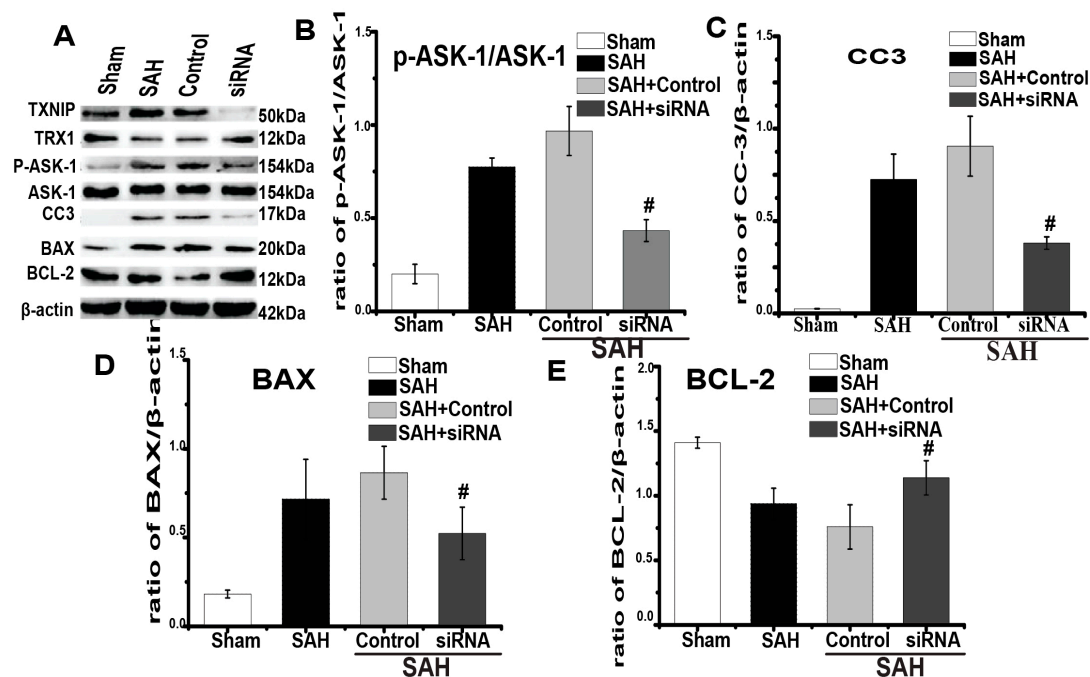 A
Sham
SAH
Control
siRNA
TXNIP
50kDa
TRX1
12kDa
P-ASK-1
154kDa
ASK-1
154kDa
CC3
17kDa
BAX
20kDa
BCL-2
12kDa
β-actin
42kDa
B
p-ASK-1/ASK-1
Sham
SAH
SAH+Control
SAH+siRNA
ratio of p-ASK-1/ASK-1
1.5
1.0
0.5
0.0
#
Sham
SAH
Control
siRNA
SAH
C
CC3
Sham
SAH
SAH+Control
SAH+siRNA
ratio of CC-3/β-actin
1.5
1.0
0.5
0.0
#
Sham
SAH
Control
siRNA
SAH
D
BAX
Sham
SAH
SAH+Control
SAH+siRNA
ratio of BAX/β-actin
1.5
1.0
0.5
0.0
#
Sham
SAH
Control
siRNA
SAH
E
BCL-2
Sham
SAH
SAH+Control
SAH+siRNA
ratio of BCL-2/β-actin
2.0
1.5
1.0
0.5
0.0
#
Sham
SAH
Control
siRNA
SAH